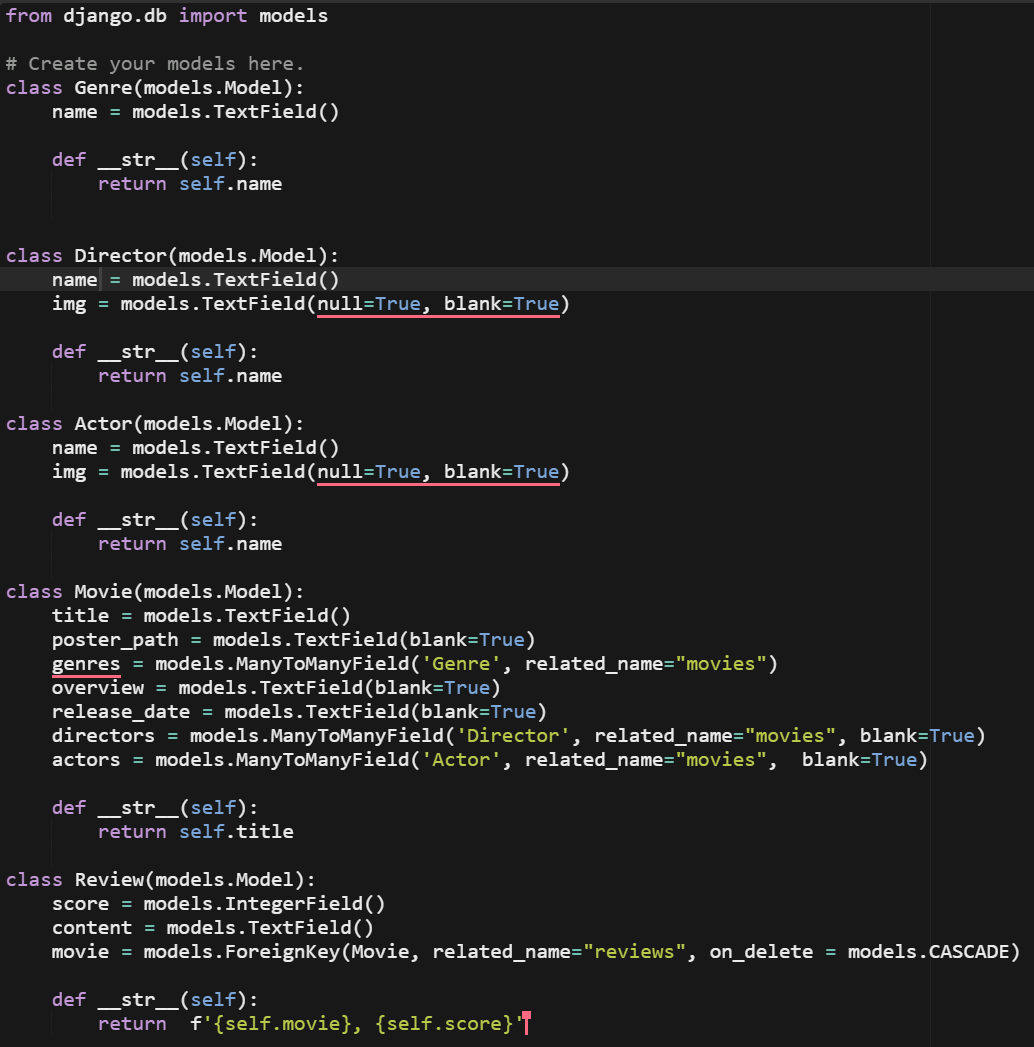 from django.db import models
# Create your models here.
class Genre(models.Model):
    name = models.TextField()
    def __str__(self):
        return self.name
class Director(models.Model):
    name = models.TextField()
    img = models.TextField(null=True, blank=True)
    def __str__(self):
        return self.name
class Actor(models.Model):
    name = models.TextField()
    img = models.TextField(null=True, blank=True)
    def __str__(self):
        return self.name
class Movie(models.Model):
    title = models.TextField()
    poster_path = models.TextField(blank=True)
    genres = models.ManyToManyField('Genre', related_name="movies")
    overview = models.TextField(blank=True)
    release_date = models.TextField(blank=True)
    directors = models.ManyToManyField('Director', related_name="movies", blank=True)
    actors = models.ManyToManyField('Actor', related_name="movies",  blank=True)
    def __str__(self):
        return self.title
class Review(models.Model):
    score = models.IntegerField()
    content = models.TextField()
    movie = models.ForeignKey(Movie, related_name="reviews", on_delete = models.CASCADE)
    def __str__(self):
        return  f'{self.movie}, {self.score}'